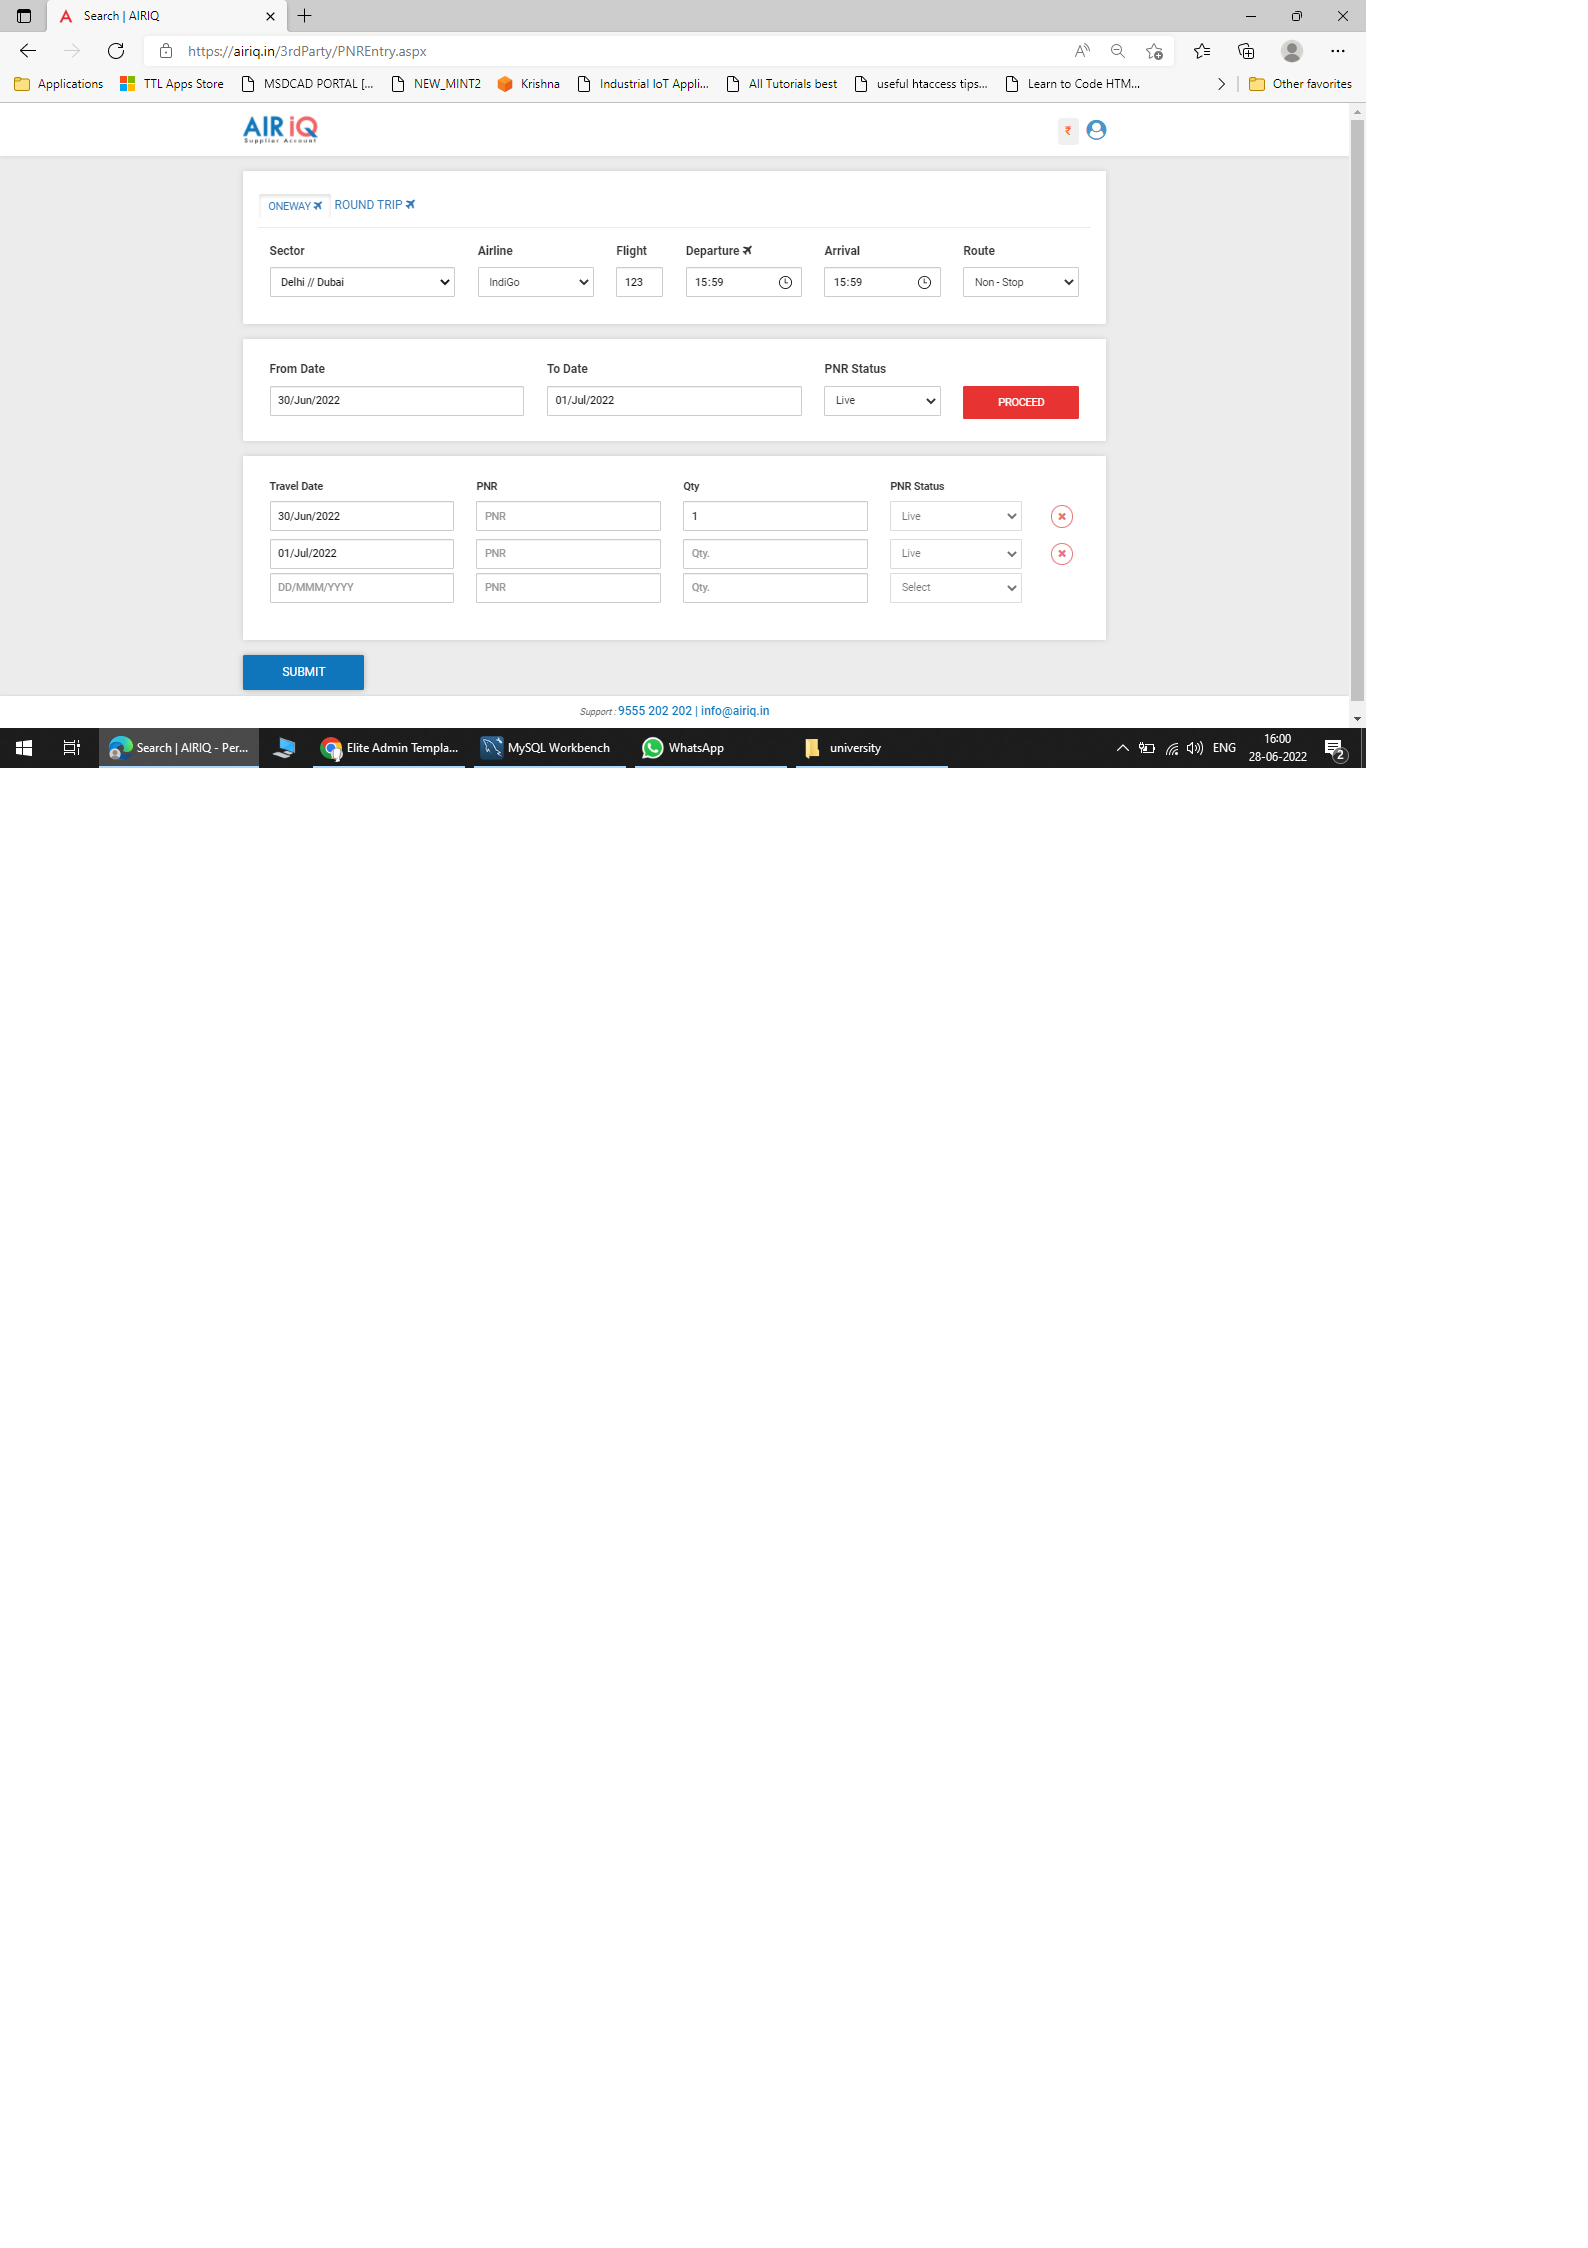 Search | AIRIQ
https://airiq.in/3rdParty/PNREntry.aspx
Applications TTL Apps Store MSDCAD PORTAL [... NEW_MINT2 Krishna Industrial IoT Appli... All Tutorials best useful htaccess tips... Learn to Code HTM... Other favorites
AIR iQ ₹
Supplier Account
ONEWAY ROUND TRIP
Sector Airline Flight Departure Arrival Route
Delhi // Dubai IndiGo 123 15:59 15:59 Non - Stop
From Date To Date PNR Status
30/Jun/2022 01/Jul/2022 Live PROCEED
Travel Date PNR Qty PNR Status
30/Jun/2022 PNR 1 Live
01/Jul/2022 PNR Qty. Live
DD/MMM/YYYY PNR Qty. Select
SUBMIT
Support : 9555 202 202 | info@airiq.in
Search | AIRIQ - Per... Elite Admin Templa... MySQL Workbench WhatsApp university ENG 16:00
28-06-2022 2